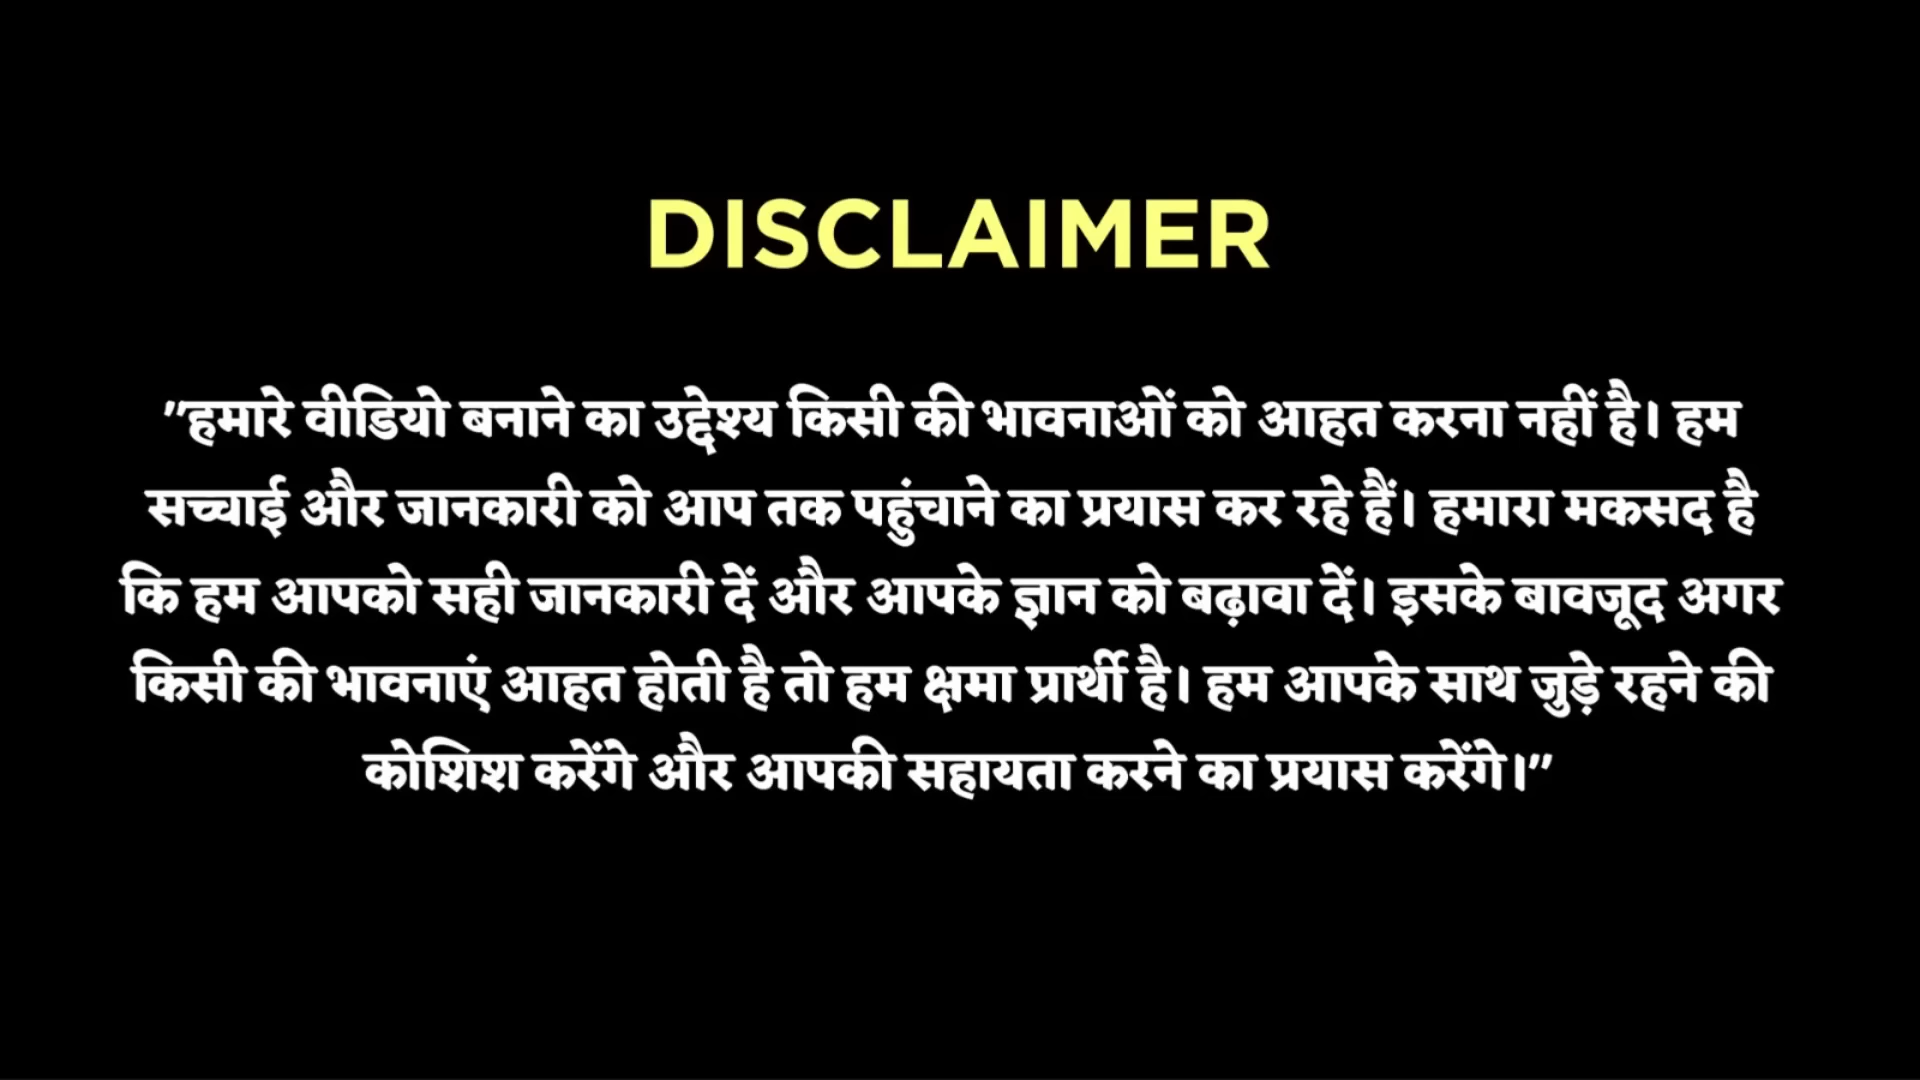 DISCLAIMER
"हमारे वीडियो बनाने का उद्देश्य किसी की भावनाओं को आहत करना नहीं है। हम
सच्चाई और जानकारी को आप तक पहुंचाने का प्रयास कर रहे हैं। हमारा मकसद है
कि हम आपको सही जानकारी दें और आपके ज्ञान को बढ़ावा दें। इसके बावजूद अगर
किसी की भावनाएं आहत होती है तो हम क्षमा प्रार्थी है। हम आपके साथ जुड़े रहने की
कोशिश करेंगे और आपकी सहायता करने का प्रयास करेंगे।"